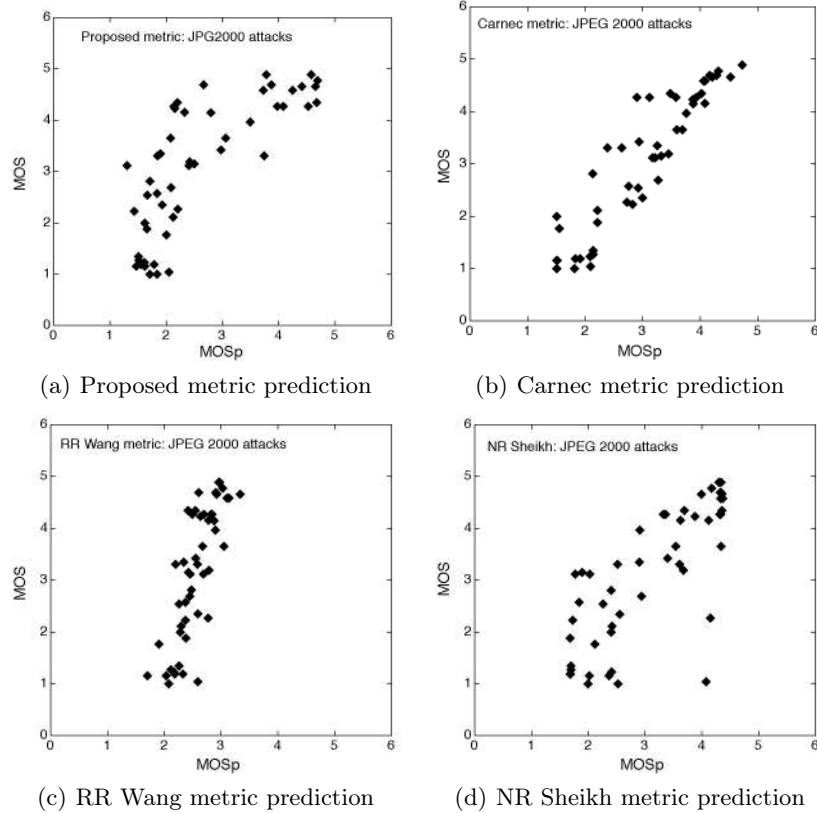 Proposed metric: JPG2000 attacks
MOS
6
5
4
3
2
1
0
0 1 2 3 4 5 6
MOSp
(a) Proposed metric prediction
Carnec metric: JPEG 2000 attacks
MOS
6
5
4
3
2
1
0
0 1 2 3 4 5 6
MOSp
(b) Carnec metric prediction
RR Wang metric: JPEG 2000 attacks
MOS
6
5
4
3
2
1
0
0 1 2 3 4 5 6
MOSp
(c) RR Wang metric prediction
NR Sheikh: JPEG 2000 attacks
MOS
6
5
4
3
2
1
0
0 1 2 3 4 5 6
MOSp
(d) NR Sheikh metric prediction